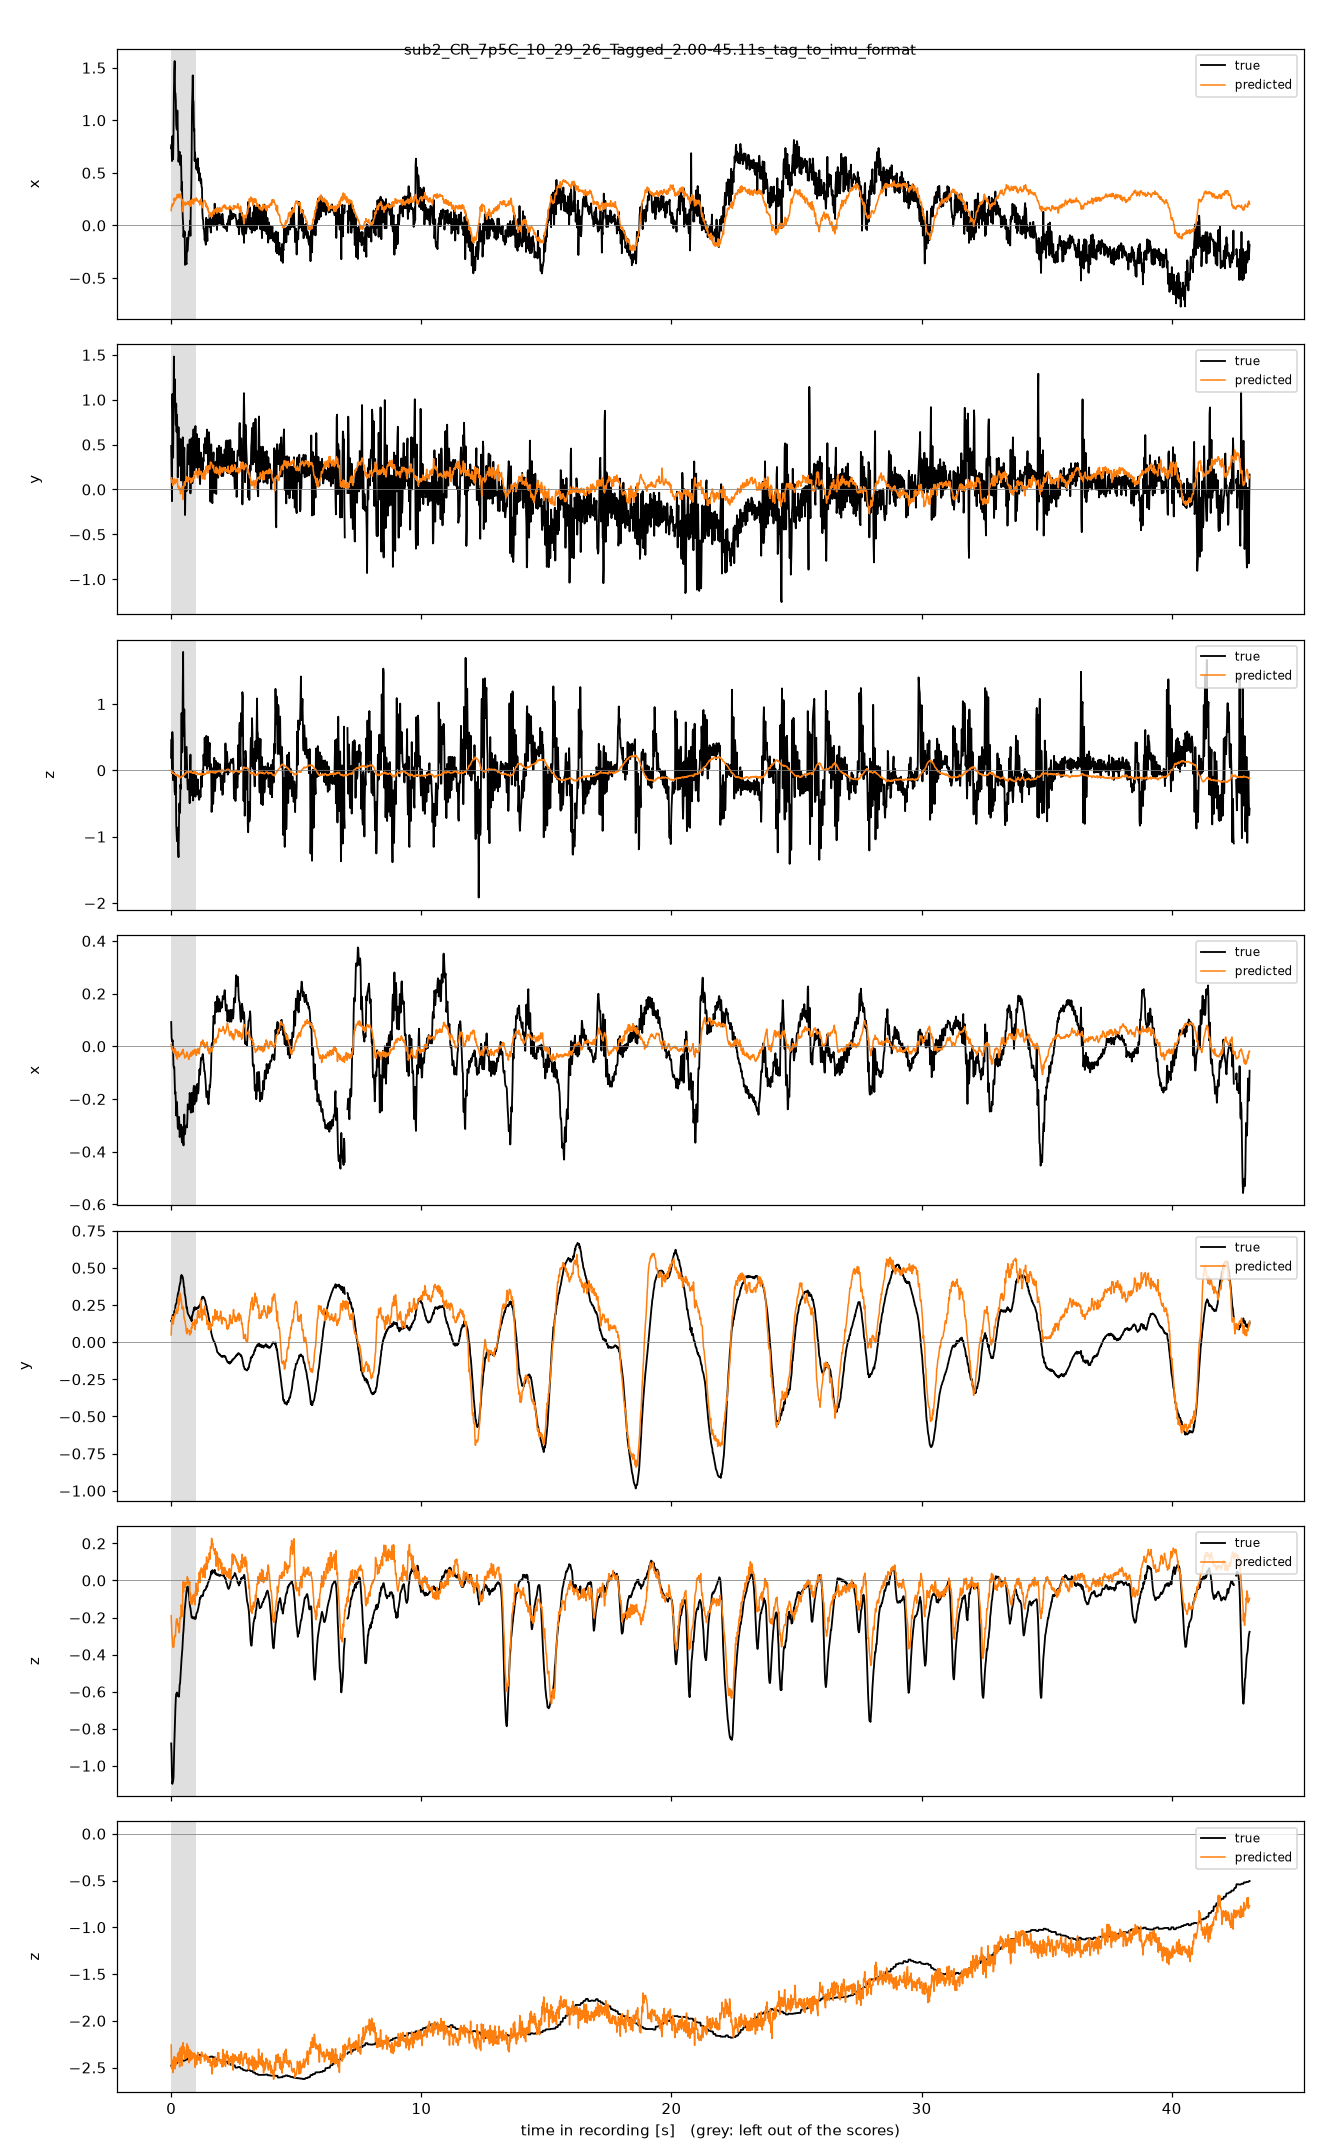 sub2_CR_7p5C_10_29_26_Tagged_2.00-45.11s_tag_to_imu_format
1.5
1.0
0.5
0.0
−0.5
x
true
predicted
1.5
1.0
0.5
0.0
−0.5
−1.0
y
true
predicted
1
0
−1
−2
z
true
predicted
0.4
0.2
0.0
−0.2
−0.4
−0.6
x
true
predicted
0.75
0.50
0.25
0.00
−0.25
−0.50
−0.75
−1.00
y
true
predicted
0.2
0.0
−0.2
−0.4
−0.6
−0.8
−1.0
z
true
predicted
0.0
−0.5
−1.0
−1.5
−2.0
−2.5
z
true
predicted
0 10 20 30 40
time in recording [s] (grey: left out of the scores)